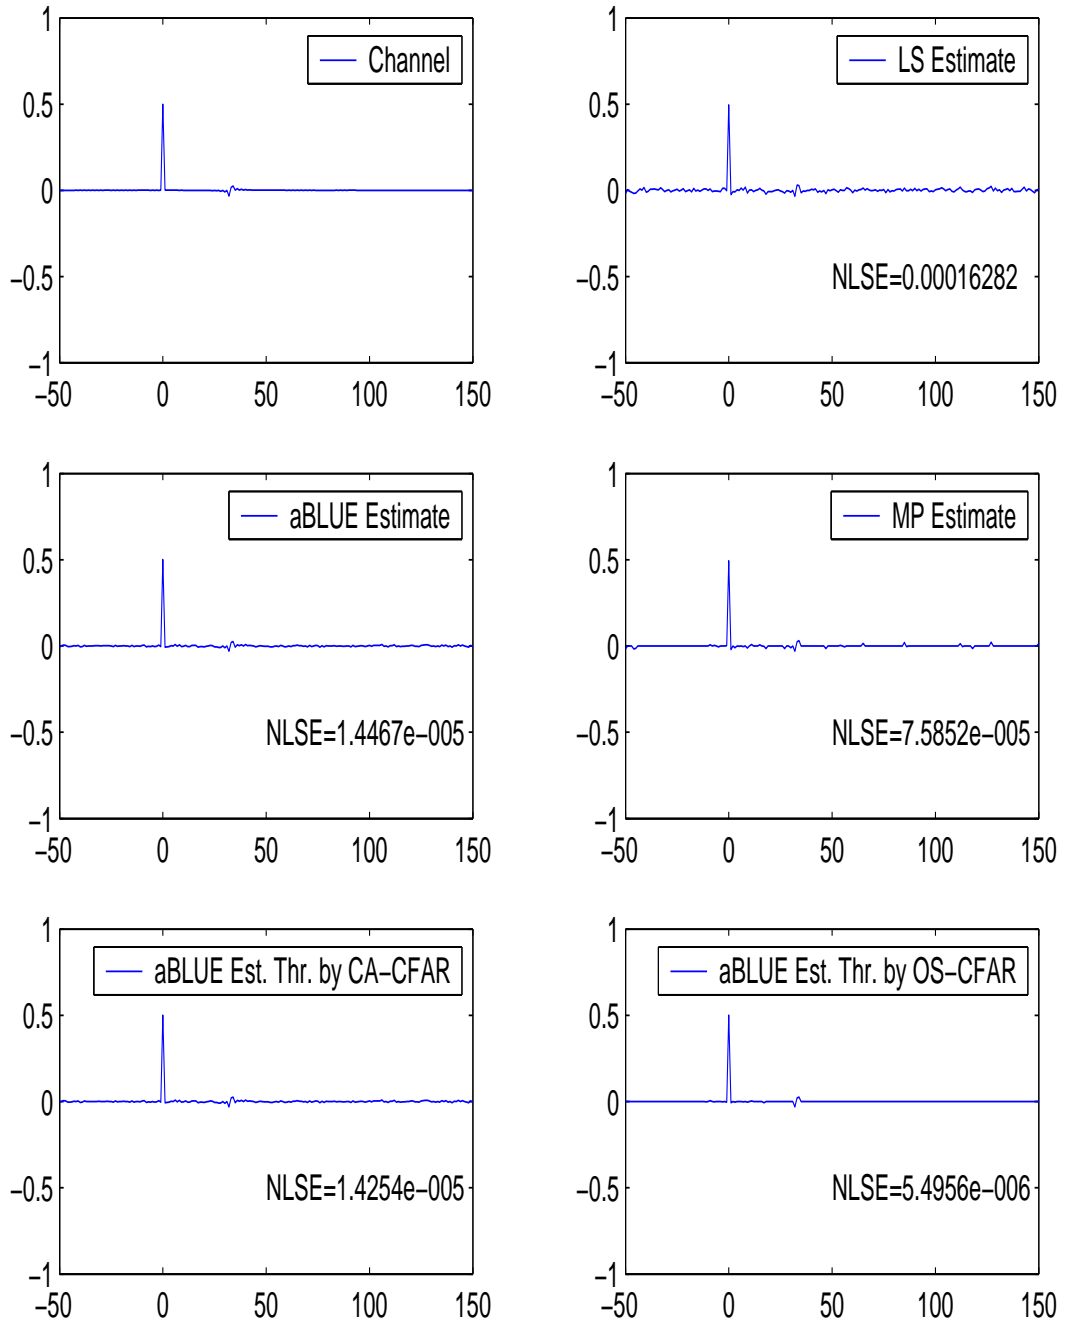 1
0.5
0
−0.5
−1
−50 0 50 100 150
Channel
1
0.5
0
−0.5
−1
−50 0 50 100 150
LS Estimate
NLSE=0.00016282
1
0.5
0
−0.5
−1
−50 0 50 100 150
aBLUE Estimate
NLSE=1.4467e−005
1
0.5
0
−0.5
−1
−50 0 50 100 150
MP Estimate
NLSE=7.5852e−005
1
0.5
0
−0.5
−1
−50 0 50 100 150
aBLUE Est. Thr. by CA−CFAR
NLSE=1.4254e−005
1
0.5
0
−0.5
−1
−50 0 50 100 150
aBLUE Est. Thr. by OS−CFAR
NLSE=5.4956e−006